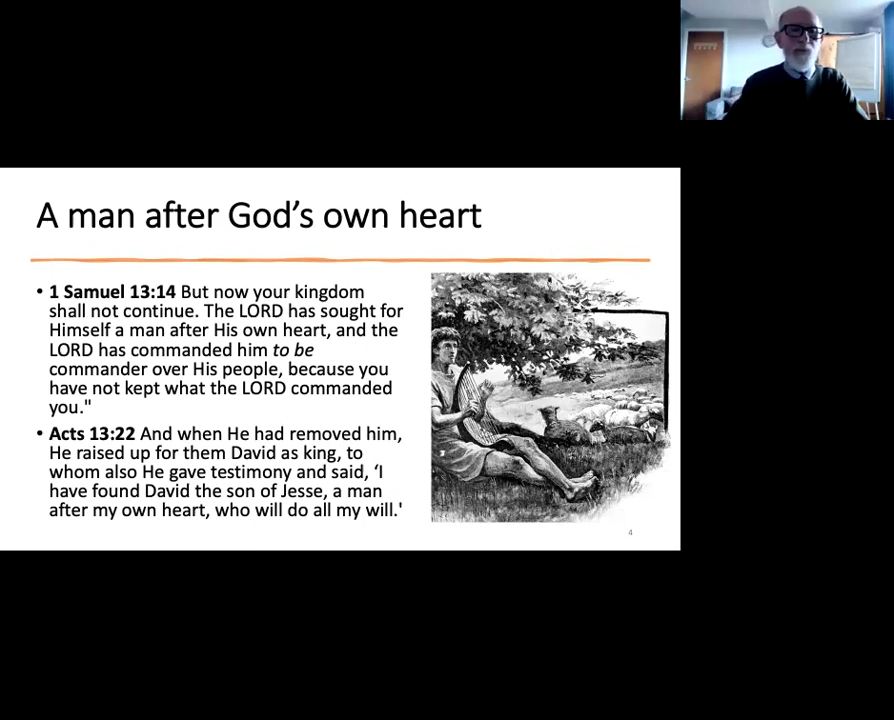 A man after God's own heart
• 1 Samuel 13:14 But now your kingdom
shall not continue. The LORD has sought for
Himself a man after His own heart, and the
LORD has commanded him to be
commander over His people, because you
have not kept what the LORD commanded
you."
• Acts 13:22 And when He had removed him,
He raised up for them David as king, to
whom also He gave testimony and said, ‘I
have found David the son of Jesse, a man
after my own heart, who will do all my will.'
4